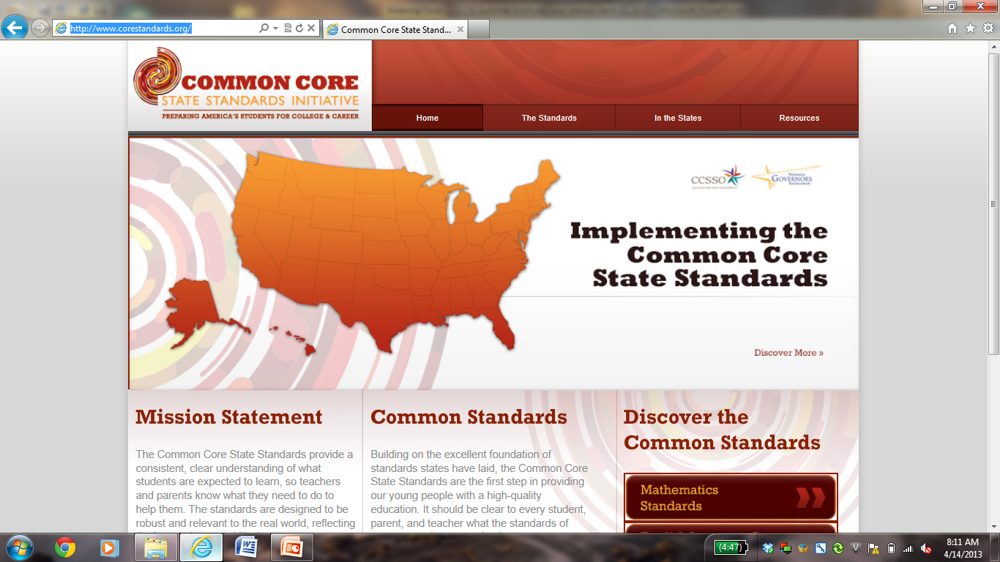 http://www.corestandards.org/
Common Core State Stand...
COMMON CORE
STATE STANDARDS INITIATIVE
PREPARING AMERICA'S STUDENTS FOR COLLEGE & CAREER
Home
The Standards
In the States
Resources
CCSSO
NATIONAL
GOVERNORS
ASSOCIATION
Implementing the
Common Core
State Standards
Discover More »
Mission Statement
The Common Core State Standards provide a
consistent, clear understanding of what
students are expected to learn, so teachers
and parents know what they need to do to
help them. The standards are designed to be
robust and relevant to the real world, reflecting
Common Standards
Building on the excellent foundation of
standards states have laid, the Common Core
State Standards are the first step in providing
our young people with a high-quality
education. It should be clear to every student,
parent, and teacher what the standards of
Discover the
Common Standards
Mathematics
Standards
(4:47)
8:11 AM
4/14/2013